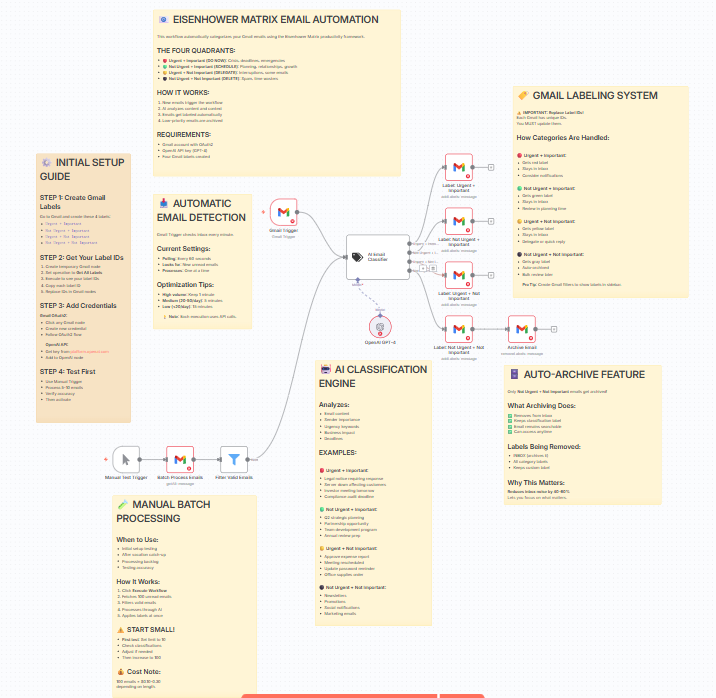 EISENHOWER MATRIX EMAIL AUTOMATION
This workflow automatically categorizes your Gmail emails using the Eisenhower Matrix productivity framework.
THE FOUR QUADRANTS:
Urgent + Important (DO NOW): Crisis, deadlines, emergencies
Not Urgent + Important (SCHEDULE): Planning, relationships, growth
Urgent + Not Important (DELEGATE): Interruptions, some emails
Not Urgent + Not Important (DELETE): Spam, time wasters
HOW IT WORKS:
1. New emails trigger the workflow
2. AI analyzes content and context
3. Emails get labeled automatically
4. Low-priority emails are archived
REQUIREMENTS:
Gmail account with OAuth2
OpenAI API key (GPT-4)
Four Gmail labels created
INITIAL SETUP
GUIDE
STEP 1: Create Gmail
Labels
Go to Gmail and create these 4 labels:
Urgent + Important
Not Urgent + Important
Urgent + Not Important
Not Urgent + Not Important
STEP 2: Get Your Label IDs
1. Create temporary Gmail node
2. Set operation to Get All Labels
3. Execute to see your label IDs
4. Copy each label ID
5. Replace IDs in Gmail nodes
STEP 3: Add Credentials
Gmail OAuth2:
Click any Gmail node
Create new credential
Follow OAuth2 flow
OpenAI API:
Get key from platform.openai.com
Add to OpenAI node
STEP 4: Test First
Use Manual Trigger
Process 5-10 emails
Verify accuracy
Then activate
AUTOMATIC
EMAIL DETECTION
Gmail Trigger checks inbox every minute.
Current Settings:
Polling: Every 60 seconds
Looks for: New unread emails
Processes: One at a time
Optimization Tips:
High volume: Keep 1 minute
Medium (20-50/day): 5 minutes
Low (<20/day): 15 minutes
Note: Each execution uses API calls.
Gmail Trigger
Gmail Trigger
AI Email
Classifier
Model*
Model
OpenAI GPT-4
Label: Urgent +
Important
addLabels: message
Label: Not Urgent +
Important
addLabels: message
Label: Urgent + Not
Important
addLabels: message
Label: Not Urgent + Not
Important
addLabels: message
Archive Email
removeLabels: message
GMAIL LABELING SYSTEM
IMPORTANT: Replace Label IDs!
Each Gmail has unique IDs.
You MUST update them.
How Categories Are Handled:
Urgent + Important:
Gets red label
Stays in inbox
Consider notifications
Not Urgent + Important:
Gets green label
Stays in inbox
Review in planning time
Urgent + Not Important:
Gets yellow label
Stays in inbox
Delegate or quick reply
Not Urgent + Not Important:
Gets gray label
Auto-archived
Bulk review later
Pro Tip: Create Gmail filters to show labels in sidebar.
Manual Test Trigger
Batch Process Emails
getAll: message
Filter Valid Emails
MANUAL BATCH
PROCESSING
When to Use:
Initial setup testing
After vacation catch-up
Processing backlog
Testing accuracy
How It Works:
1. Click Execute Workflow
2. Fetches 100 unread emails
3. Filters valid emails
4. Processes through AI
5. Applies labels at once
START SMALL!
First test: Set limit to 10
Check classifications
Adjust if needed
Then increase to 100
Cost Note:
100 emails = $0.10-0.20
depending on length.
AI CLASSIFICATION
ENGINE
Analyzes:
Email content
Sender importance
Urgency keywords
Business impact
Deadlines
EXAMPLES:
Urgent + Important:
Legal notice requiring response
Server down affecting customers
Investor meeting tomorrow
Compliance audit deadline
Not Urgent + Important:
Q2 strategic planning
Partnership opportunity
Team development program
Annual review prep
Urgent + Not Important:
Approve expense report
Meeting rescheduled
Update password reminder
Office supplies order
Not Urgent + Not Important:
Newsletters
Promotions
Social notifications
Marketing emails
AUTO-ARCHIVE FEATURE
Only Not Urgent + Not Important emails get archived!
What Archiving Does:
Removes from inbox
Keeps classification label
Email remains searchable
Can access anytime
Labels Being Removed:
INBOX (archives it)
All category labels
Keeps custom label
Why This Matters:
Reduces inbox noise by 40-60%.
Lets you focus on what matters.